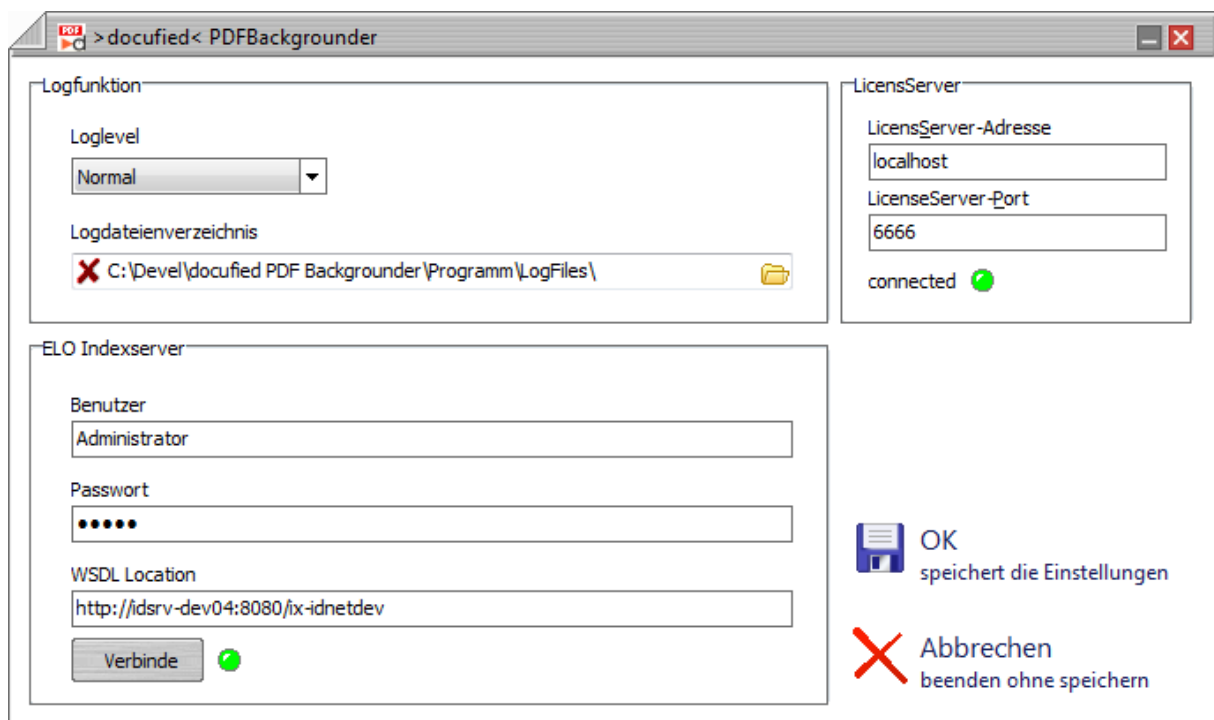 PDF
>docufied< PDFBackgrounder
Logfunktion
Loglevel
Normal
Logdateienverzeichnis
C:\Devel\docufied PDF Backgrounder\Programm\LogFiles\
LicensServer
LicensServer-Adresse
localhost
LicenseServer-Port
6666
connected
ELO Indexserver
Benutzer
Administrator
Passwort
•••••
WSDL Location
http://idsrv-dev04:8080/ix-idnetdev
Verbinde
OK
speichert die Einstellungen
Abbrechen
beenden ohne speichern